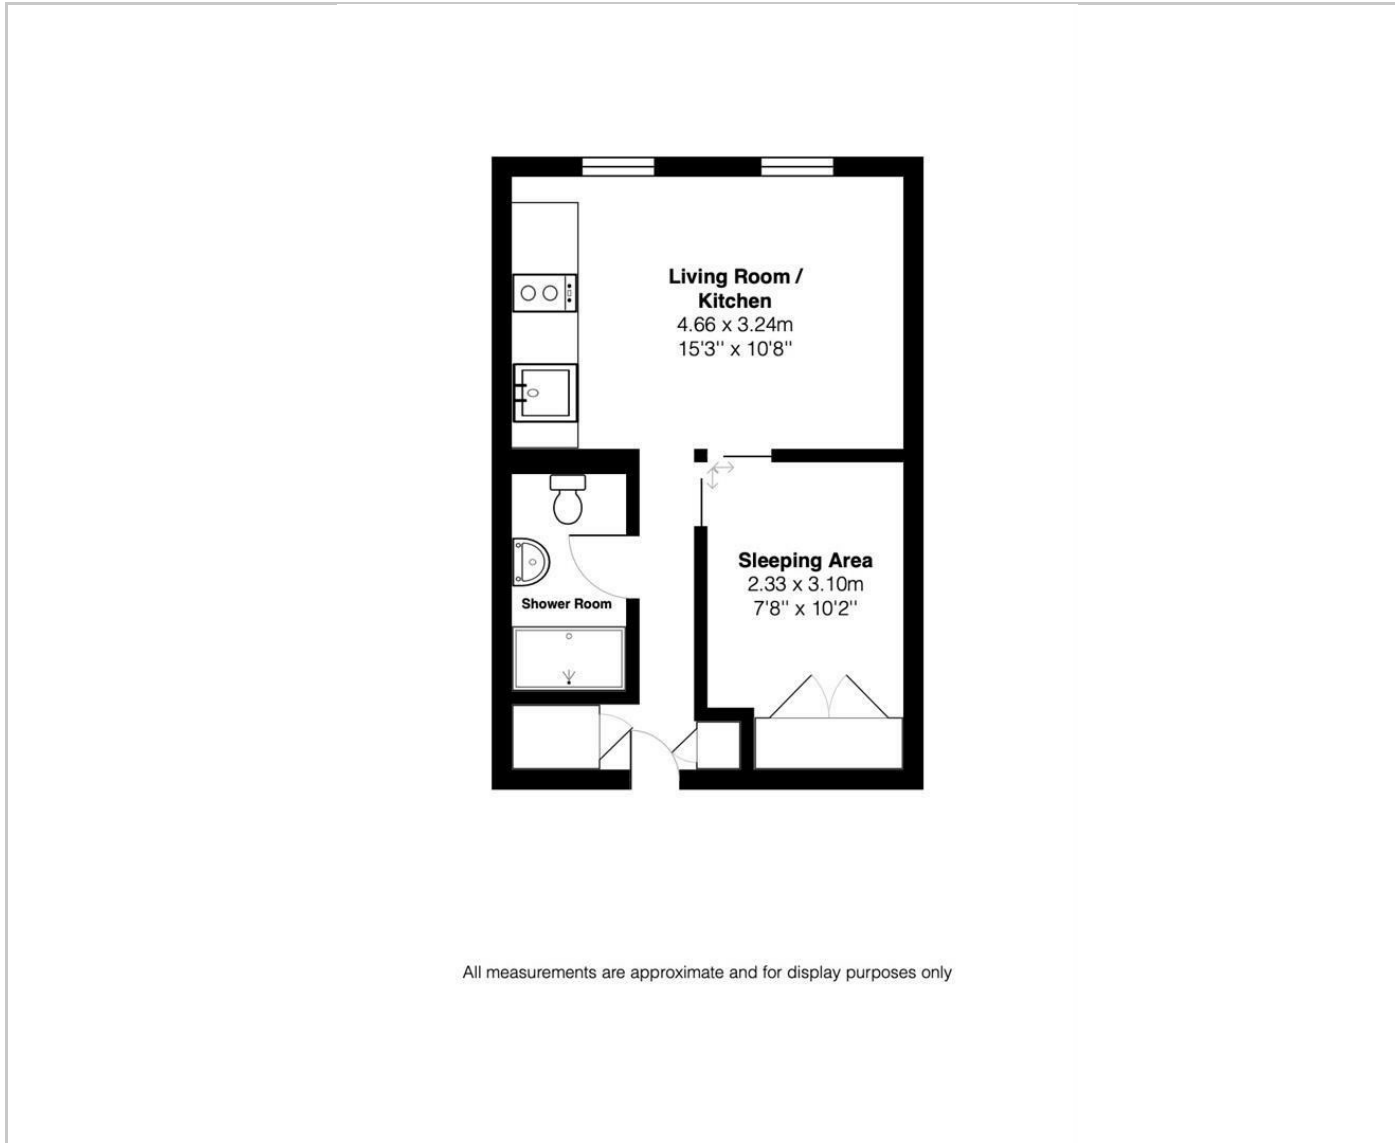 Living Room /
Kitchen
4.66 x 3.24m
15'3'' x 10'8''
Sleeping Area
2.33 x 3.10m
7'8'' x 10'2''
Shower Room
All measurements are approximate and for display purposes only